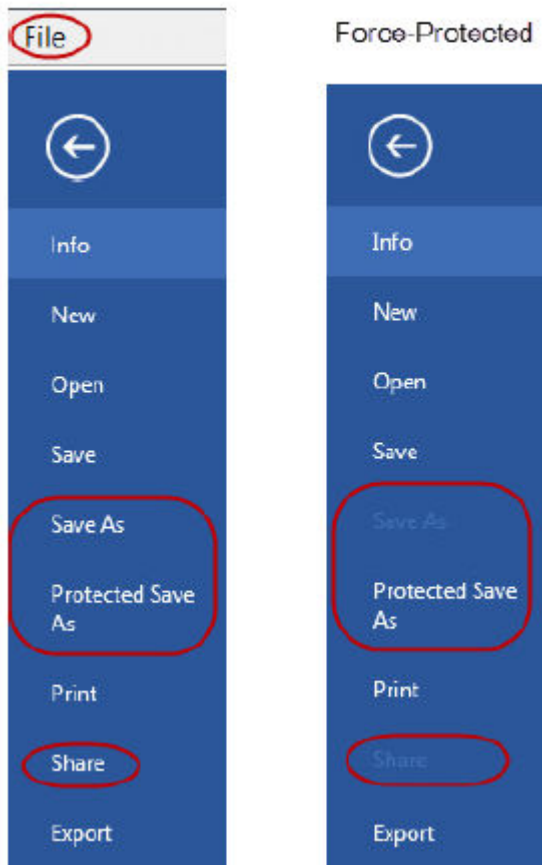 File
Info
New
Open
Save
Save As
Protected Save
As
Print
Share
Export
Force-Protected
Info
New
Open
Save
Save As
Protected Save
As
Print
Share
Export